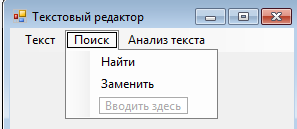 Текстовый редактор
Текст Поиск Анализ текста
Найти
Заменить
Вводить здесь